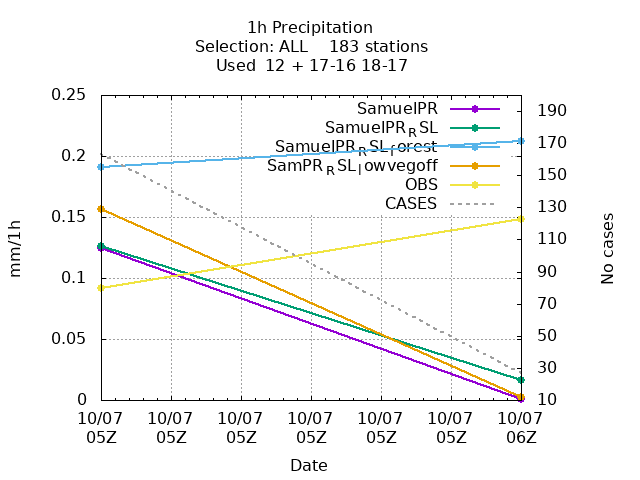 1h Precipitation
Selection: ALL    183 stations
Used  12 + 17-16 18-17
0.25
0.2
0.15
0.1
0.05
0
mm/1h
190
170
150
130
110
90
70
50
30
10
No cases
SamuelPR
SamuelPR_RSL
SamuelPR_RSL_lorest
SamPR_RSL_lowvegoff
OBS
CASES
10/07 10/07 10/07 10/07 10/07 10/07 10/07
05Z 05Z 05Z 05Z 05Z 05Z 06Z
Date